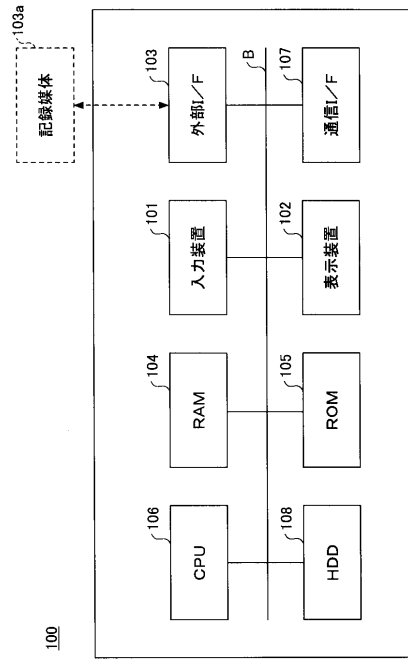 100
103a
記録媒体
106
CPU
104
RAM
101
入力装置
103
外部I/F
B
108
HDD
105
ROM
102
表示装置
107
通信I/F